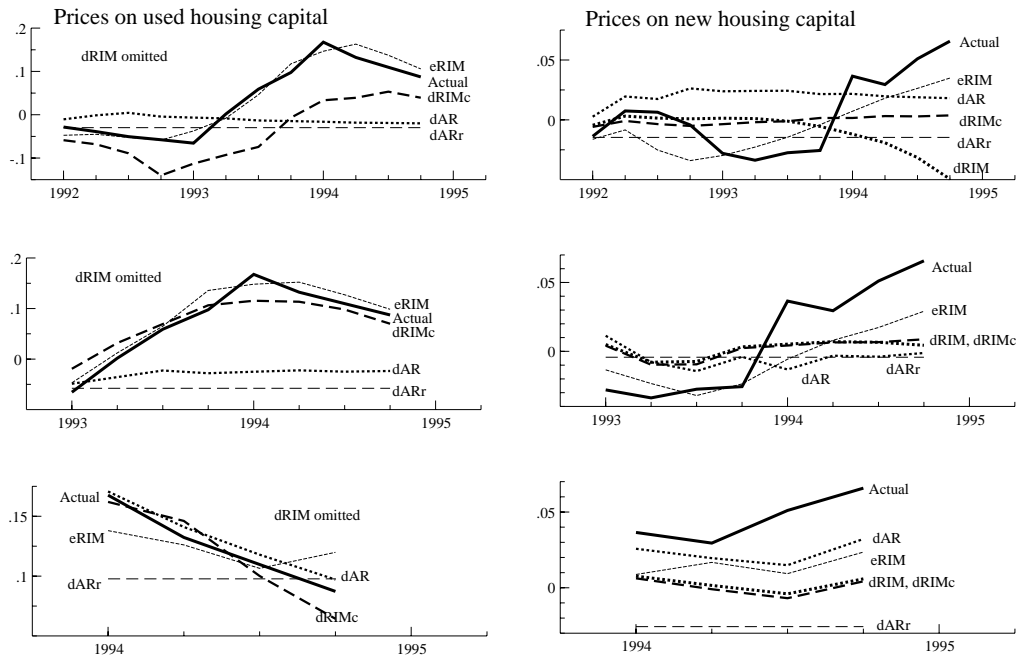 Prices on used housing capital
.2
.1
0
-.1
dRIM omitted
eRIM
Actual
dRIMc
dAR
dARr
1992
1993
1994
1995
Prices on new housing capital
.05
0
Actual
eRIM
dRIMc
dARr
dRIM
dAR
1992
1993
1994
1995
.2
.1
0
dRIM omitted
eRIM
Actual
dRIMc
dAR
dARr
1993
1994
1995
.05
0
Actual
eRIM
dRIM, dRIMc
dARr
dAR
1993
1994
1995
.15
.1
Actual
eRIM
dARr
dRIM omitted
dAR
dRIMc
1994
1995
.05
0
Actual
dAR
eRIM
dRIM, dRIMc
dARr
1994
1995